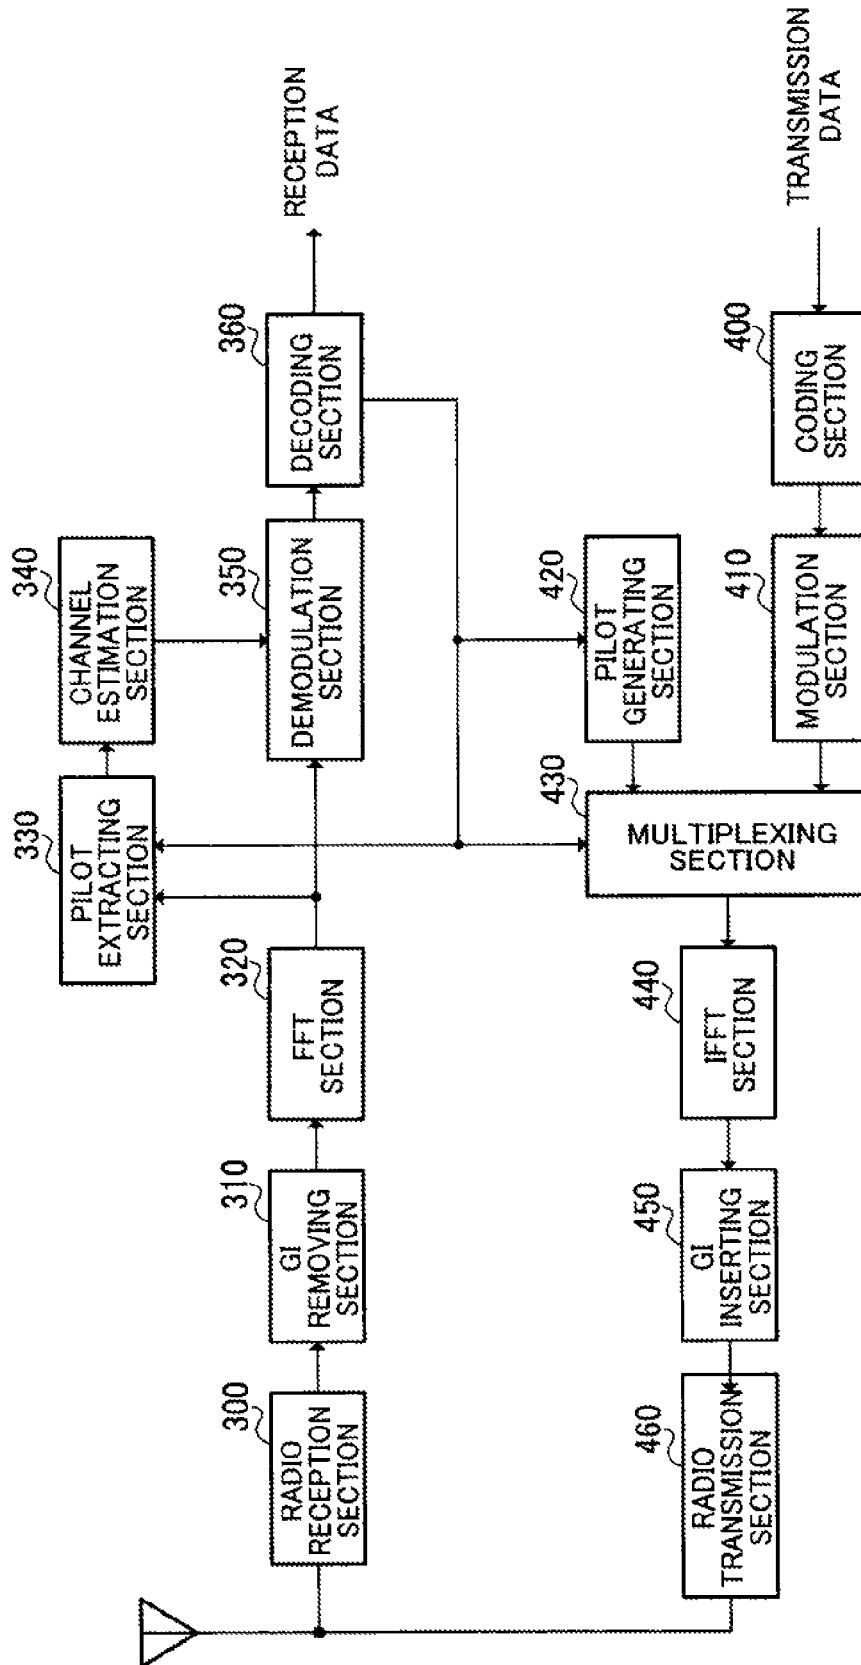 340
CHANNEL
ESTIMATION
SECTION
330
PILOT
EXTRACTING
SECTION
300
RADIO
RECEPTION
SECTION
310
GI
REMOVING
SECTION
320
FFT
SECTION
350
DEMODULATION
SECTION
360
DECODING
SECTION
RECEPTION
DATA
420
PILOT
GENERATING
SECTION
460
RADIO
TRANSMISSION
SECTION
450
GI
INSERTING
SECTION
440
IFFT
SECTION
430
MULTIPLEXING
SECTION
410
MODULATION
SECTION
400
CODING
SECTION
TRANSMISSION
DATA